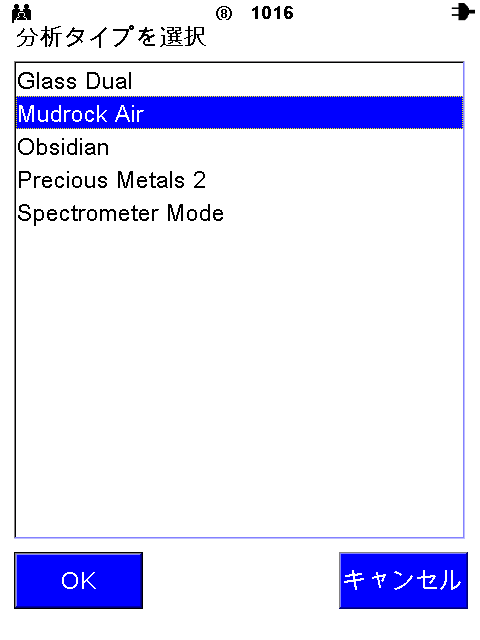 ⑧ 1016
分析タイプを選択
Glass Dual
Mudrock Air
Obsidian
Precious Metals 2
Spectrometer Mode
OK
キャンセル